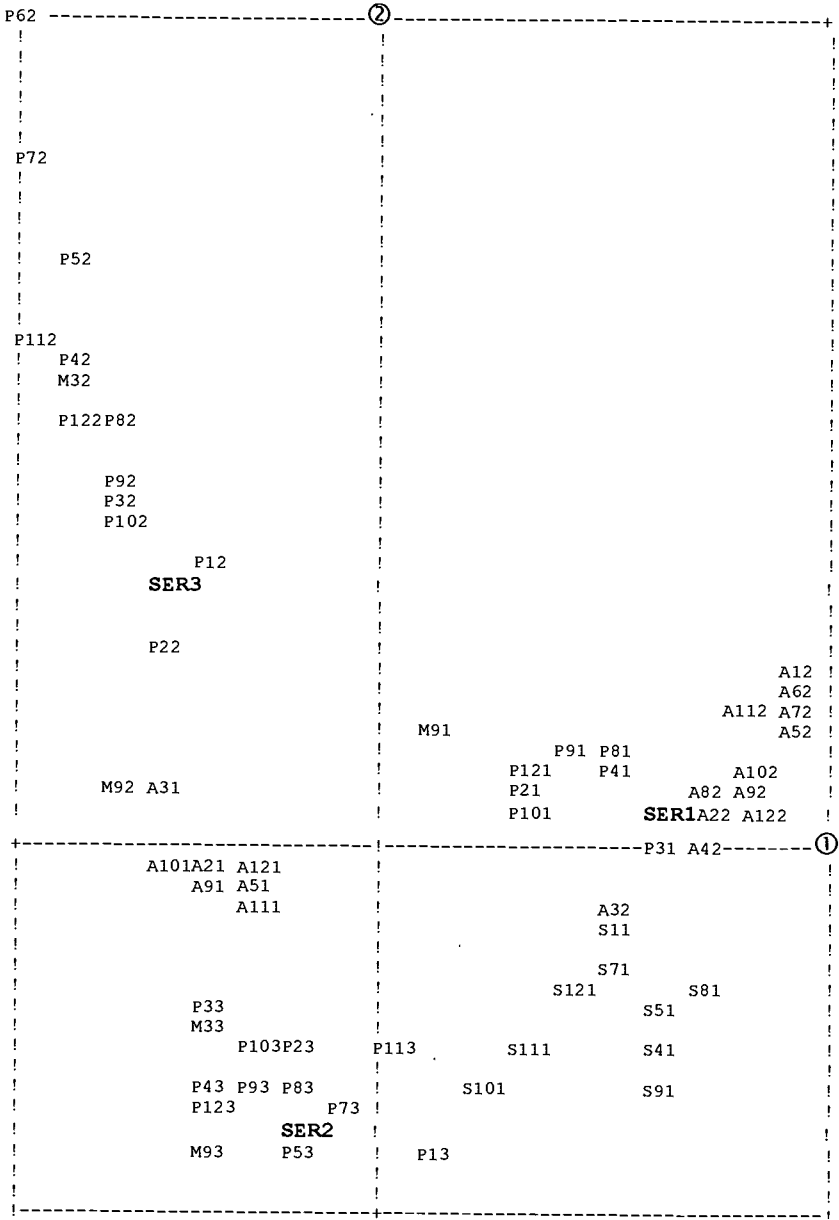 P62 ②
P72
P52
P112
P42
M32
P122P82
P92
P32
P102
P12
SER3
P22
A12
A62
A112 A72
M91 A52
P91 P81
P121 P41 A102
M92 A31 P21 A82 A92
P101 SER1A22 A122
P31 A42 ①
A101A21 A121
A91 A51
A111 A32
S11
S71
S121 S81
P33 S51
M33
P103P23 P113 S111 S41
P43 P93 P83 S101 S91
P123 P73
SER2
M93 P53 P13